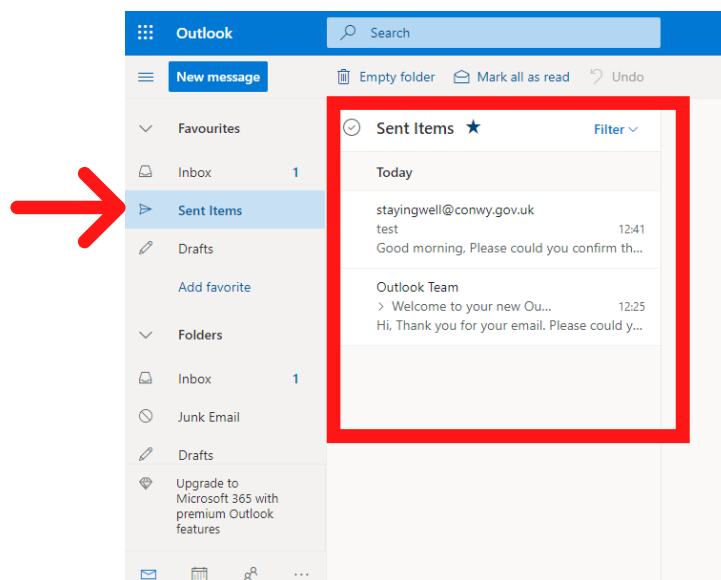 Outlook
Search
New message
Empty folder
Mark all as read
Undo
Favourites
Inbox 1
Sent Items
Drafts
Add favorite
Folders
Inbox 1
Junk Email
Drafts
Upgrade to
Microsoft 365 with
premium Outlook
features
Sent Items
Filter
Today
stayingwell@conwy.gov.uk
test 12:41
Good morning, Please could you confirm th...
Outlook Team
> Welcome to your new Ou... 12:25
Hi, Thank you for your email. Please could y...